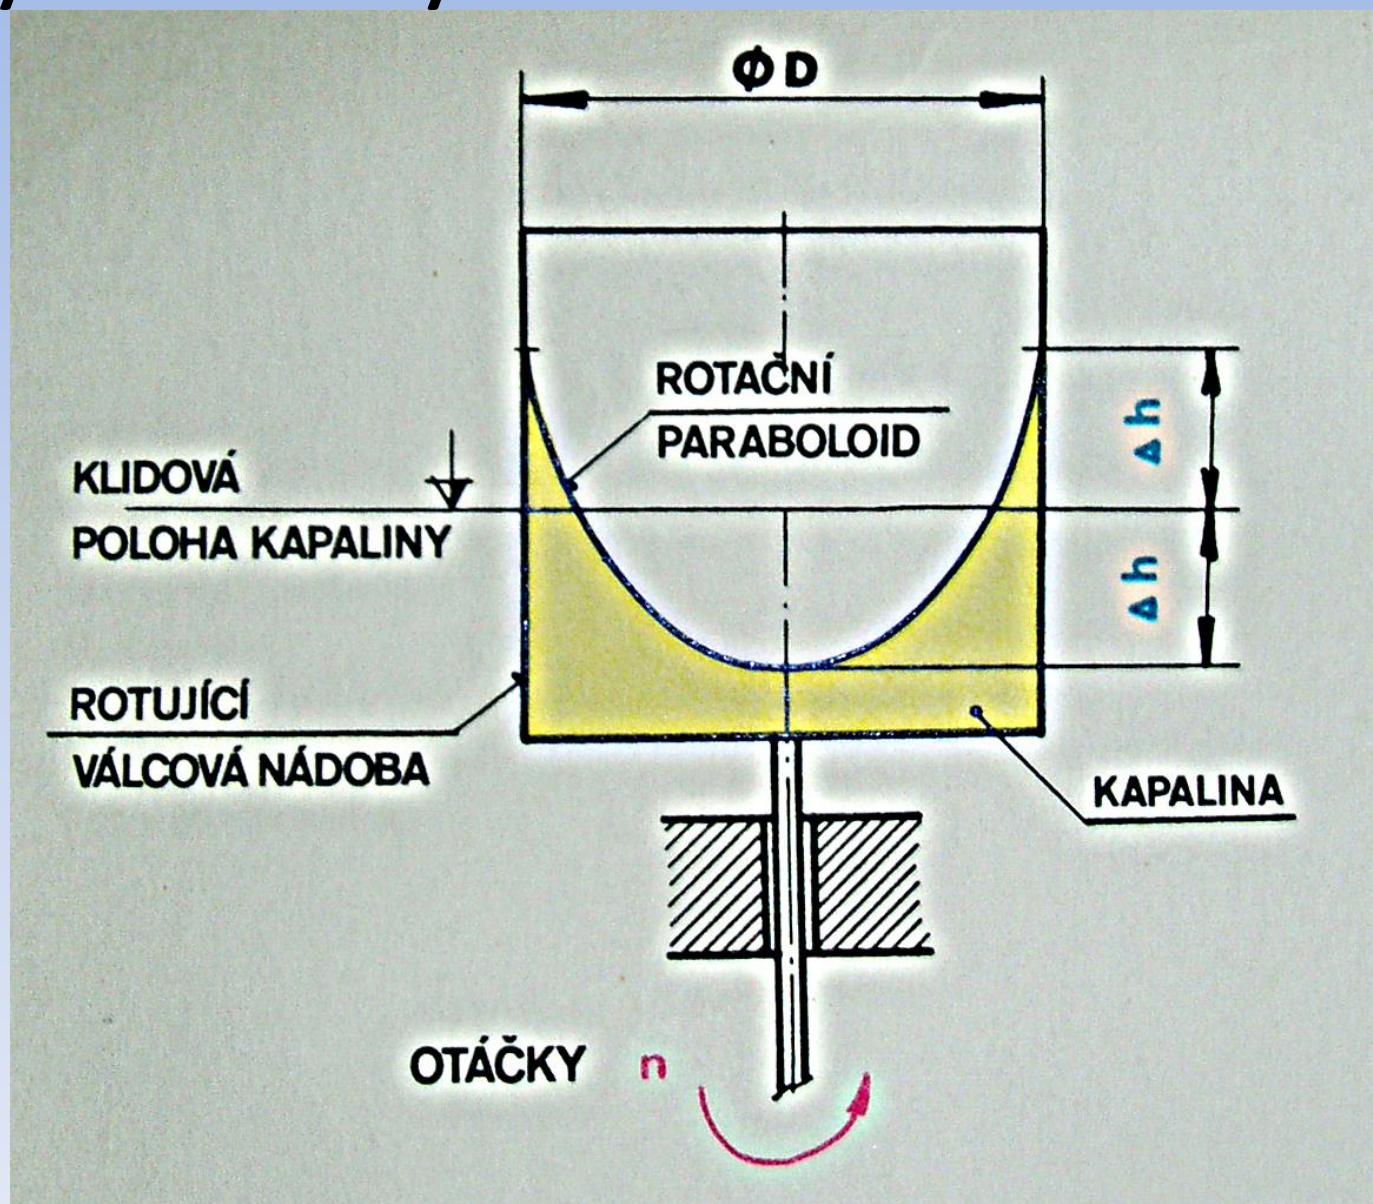 ΦD
ROTAČNÍ
PARABOLOID
Δh
KLIDOVÁ
POLOHA KAPALINY
Δh
ROTUJÍCÍ
VÁLCOVÁ NÁDOBA
KAPALINA
OTÁČKY n